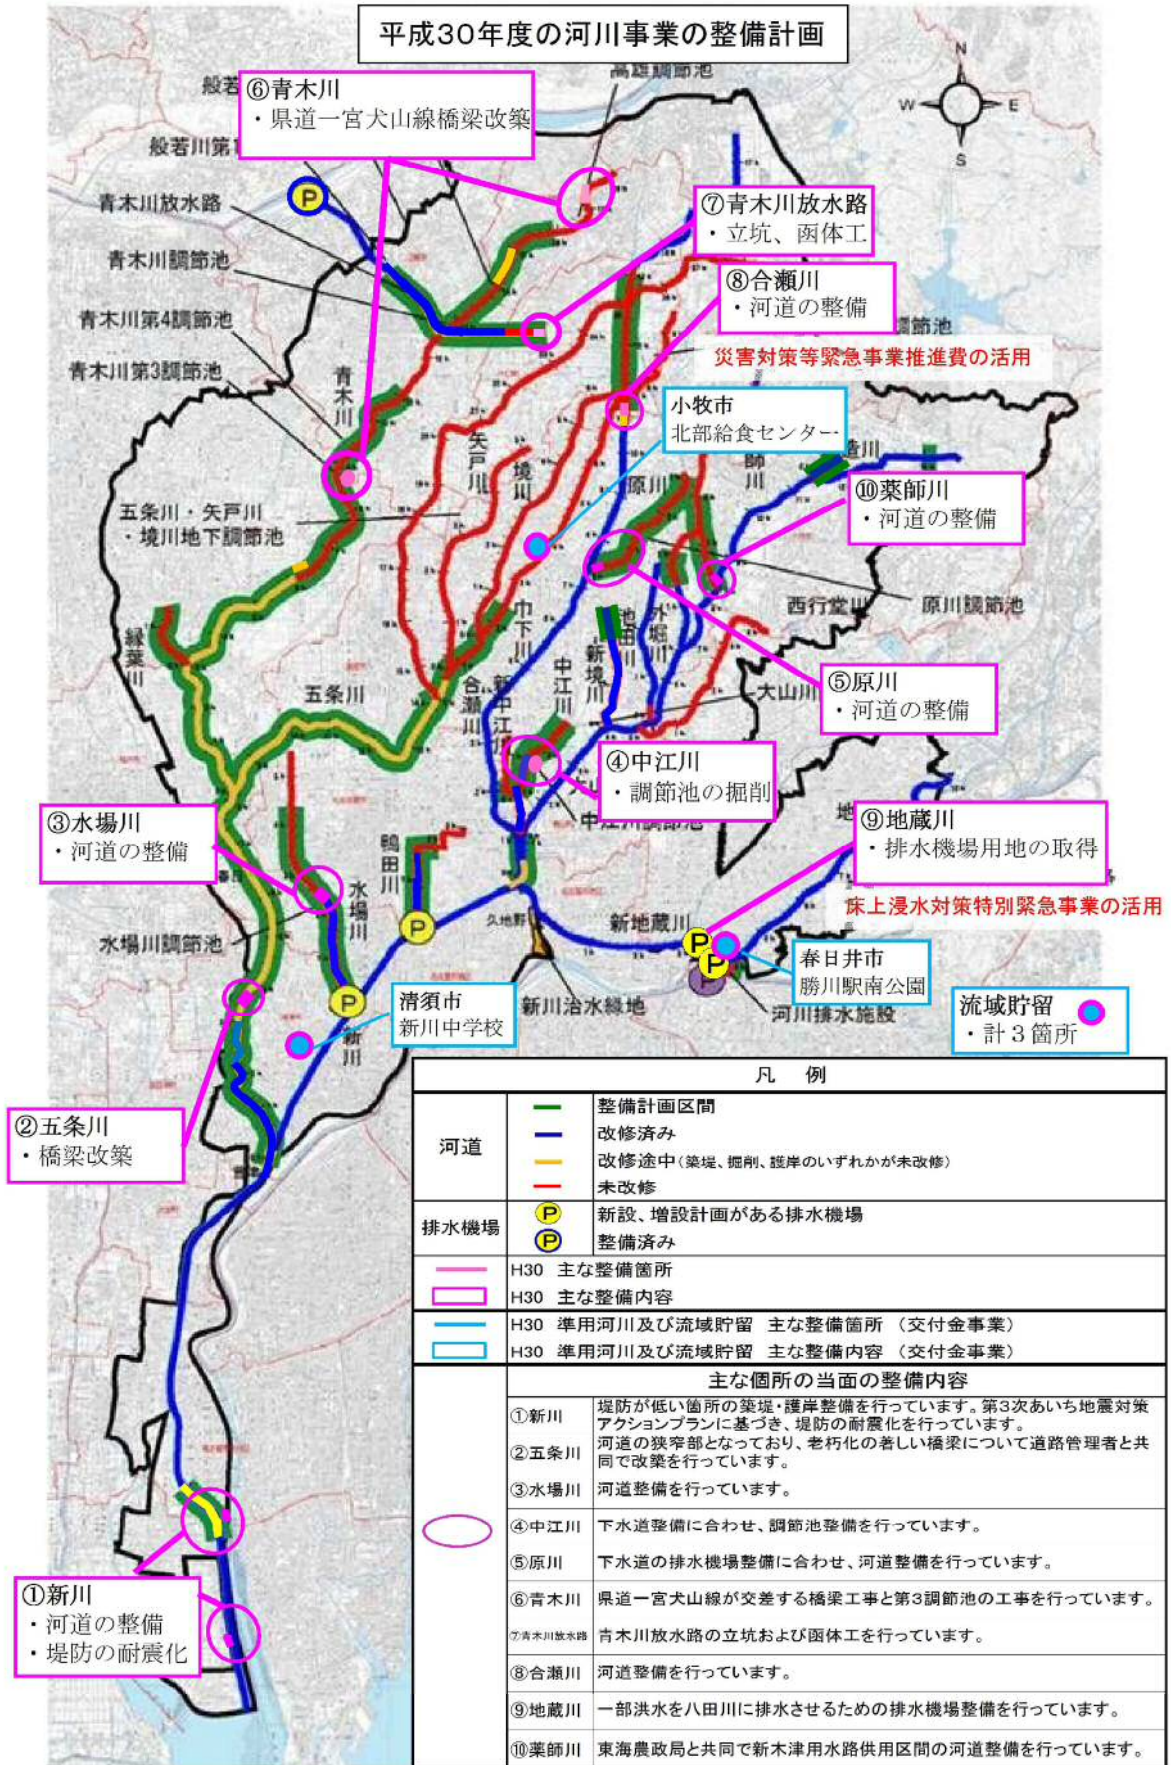 平成30年度の河川事業の整備計画
N
W
E
S
高雄調節池
般若
⑥青木川
・県道一宮犬山線橋梁改築
般若川第1
P
青木川放水路
⑦青木川放水路
・立坑、函体工
青木川調節池
⑧合瀬川
・河道の整備
青木川第4調節池
調節池
災害対策等緊急事業推進費の活用
青木川第3調節池
青木川
小牧市
北部給食センター
矢戸川
境川
原川
師川
造川
⑩薬師川
・河道の整備
五条川・矢戸川
・境川地下調節池
西行堂川
原川調節池
巾下川
池田川
外堀川
縁葉川
五条川
合瀬川
新中江川
中江川
新境川
大山川
⑤原川
・河道の整備
④中江川
・調節池の掘削
中江川調節池
③水場川
・河道の整備
鴨田川
地
⑨地蔵川
・排水機場用地の取得
床上浸水対策特別緊急事業の活用
水場川
水場川調節池
久地野
新地蔵川
P
P
P
P
P
春日井市
勝川駅南公園
新川治水緑地
河川排水施設
清須市
新川中学校
新川
流域貯留
・計3箇所
②五条川
・橋梁改築
①新川
・河道の整備
・堤防の耐震化
凡 例
河道
整備計画区間
改修済み
改修途中(築堤、掘削、護岸のいずれかが未改修)
未改修
排水機場
P
新設、増設計画がある排水機場
P
整備済み
H30 主な整備箇所
H30 主な整備内容
H30 準用河川及び流域貯留 主な整備箇所 (交付金事業)
H30 準用河川及び流域貯留 主な整備内容 (交付金事業)
主な個所の当面の整備内容
①新川
堤防が低い箇所の築堤・護岸整備を行っています。第3次あいち地震対策
アクションプランに基づき、堤防の耐震化を行っています。
②五条川
河道の狭窄部となっており、老朽化の著しい橋梁について道路管理者と共
同で改築を行っています。
③水場川
河道整備を行っています。
④中江川
下水道整備に合わせ、調節池整備を行っています。
⑤原川
下水道の排水機場整備に合わせ、河道整備を行っています。
⑥青木川
県道一宮犬山線が交差する橋梁工事と第3調節池の工事を行っています。
⑦青木川放水路
青木川放水路の立坑および函体工を行っています。
⑧合瀬川
河道整備を行っています。
⑨地蔵川
一部洪水を八田川に排水させるための排水機場整備を行っています。
⑩薬師川
東海農政局と共同で新木津用水路供用区間の河道整備を行っています。